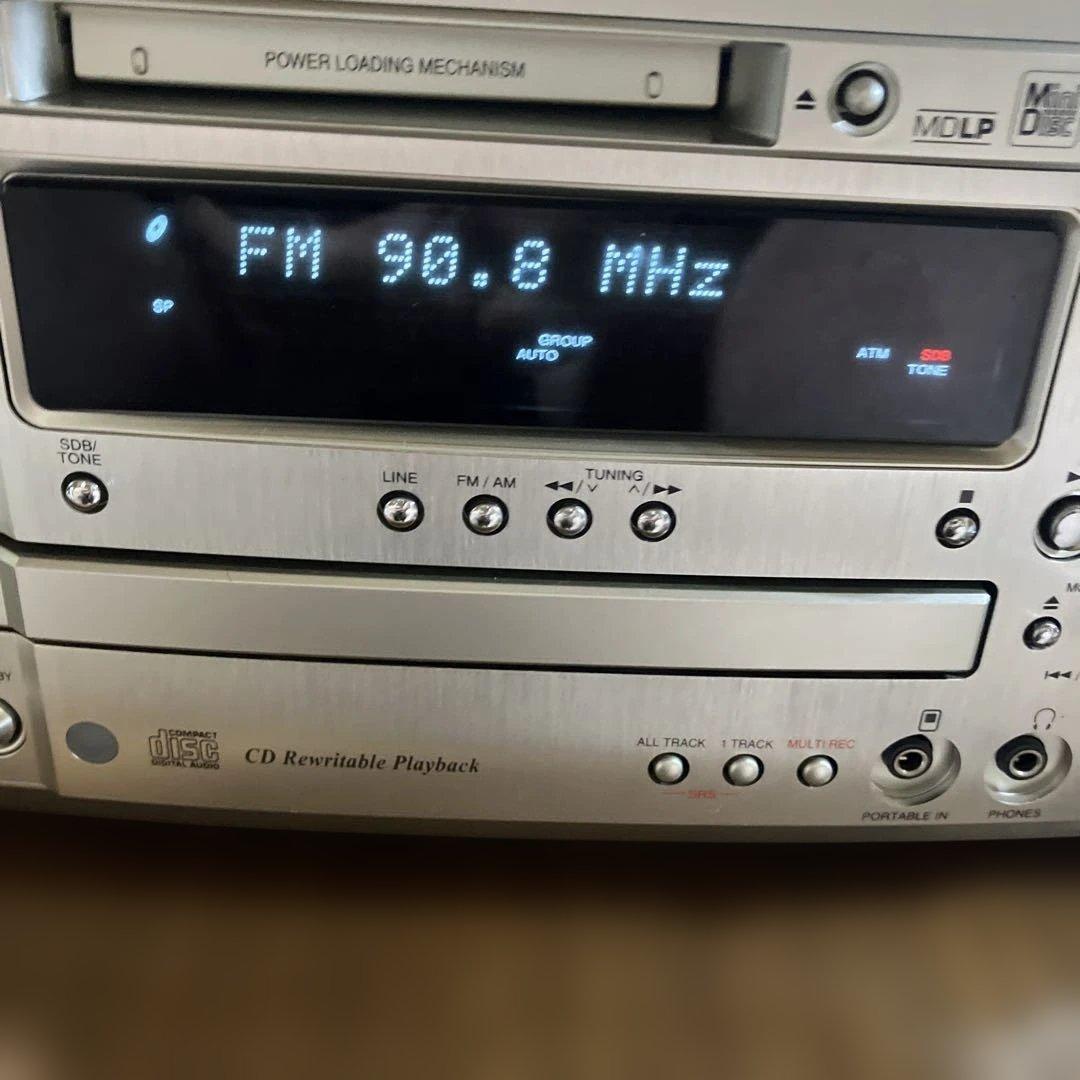 POWER LOADING MECHANISM
MDLP
Mini
Disc
FM 90.8 MHz
SP
GROUP
AUTO
ATM
SDB
TONE
SDB/
TONE
LINE
FM / AM
TUNING
COMPACT
disc
DIGITAL AUDIO
CD Rewritable Playback
ALL TRACK
1 TRACK
MULTI REC
SRS
PORTABLE IN
PHONES